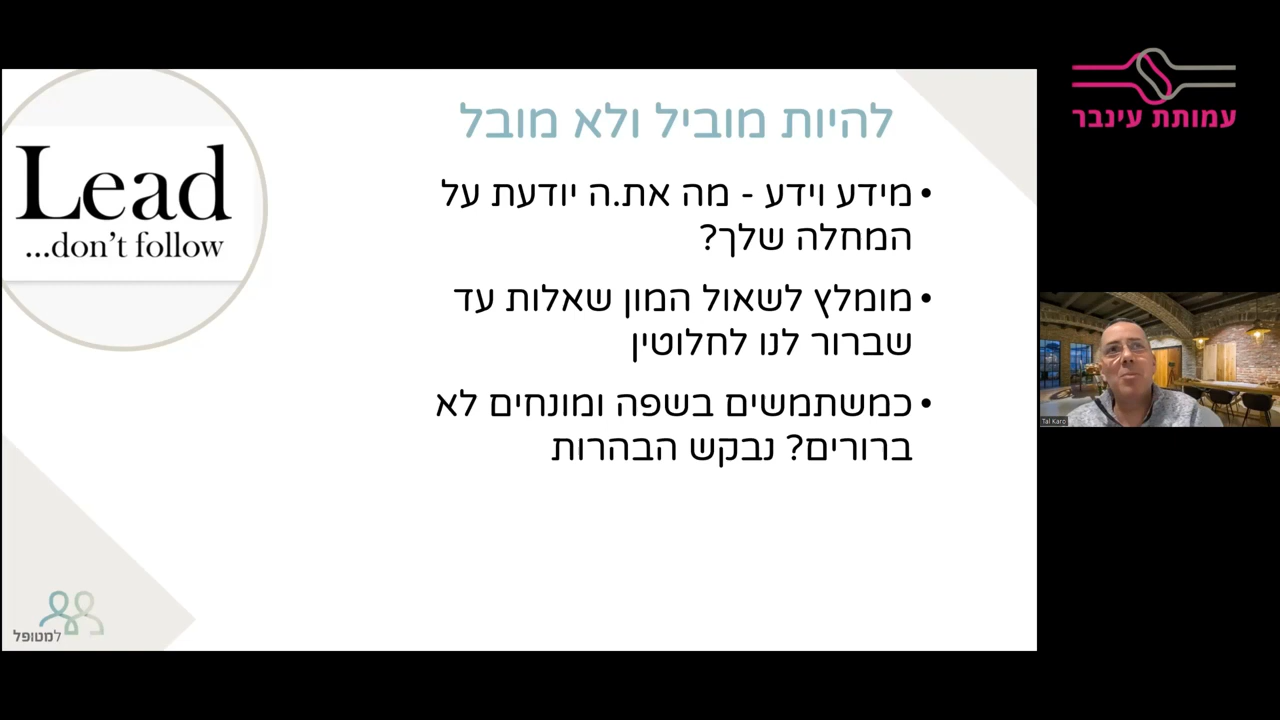 עמותת עינבר
להיות מוביל ולא מובל
Lead
...don't follow
• מידע וידע - מה את.ה יודעת על
המחלה שלך?
• מומלץ לשאול המון שאלות עד
שברור לנו לחלוטין
• כמשתמשים בשפה ומונחים לא
ברורים? נבקש הבהרות
Tal Karo
למטופל